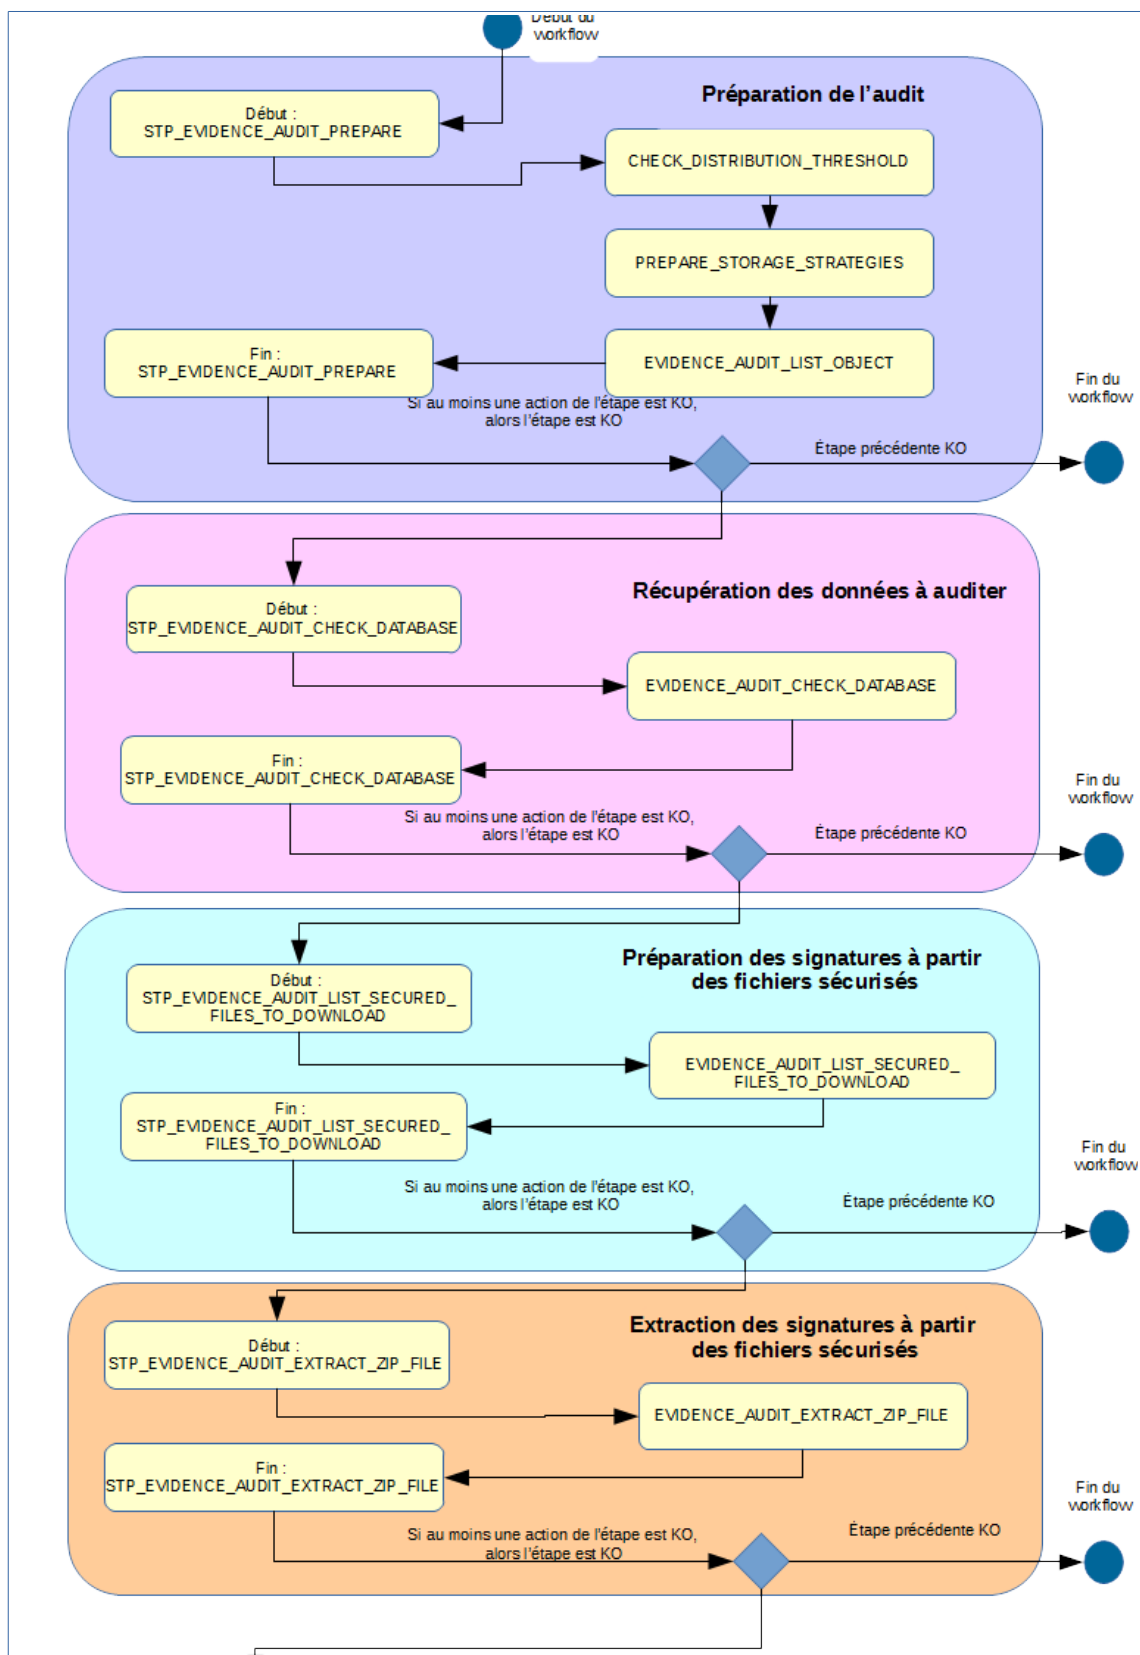 Début du
workflow
Préparation de l'audit
Début :
STP_EVIDENCE_AUDIT_PREPARE
CHECK_DISTRIBUTION_THRESHOLD
PREPARE_STORAGE_STRATEGIES
Fin :
STP_EVIDENCE_AUDIT_PREPARE
EVIDENCE_AUDIT_LIST_OBJECT
Si au moins une action de l'étape est KO,
alors l'étape est KO
Étape précédente KO
Fin du
workflow
Récupération des données à auditer
Début :
STP_EVIDENCE_AUDIT_CHECK_DATABASE
EVIDENCE_AUDIT_CHECK_DATABASE
Fin :
STP_EVIDENCE_AUDIT_CHECK_DATABASE
Si au moins une action de l'étape est KO,
alors l'étape est KO
Étape précédente KO
Fin du
workflow
Préparation des signatures à partir
des fichiers sécurisés
Début :
STP_EVIDENCE_AUDIT_LIST_SECURED_
FILES_TO_DOWNLOAD
EVIDENCE_AUDIT_LIST_SECURED_
FILES_TO_DOWNLOAD
Fin :
STP_EVIDENCE_AUDIT_LIST_SECURED_
FILES_TO_DOWNLOAD
Si au moins une action de l'étape est KO,
alors l'étape est KO
Étape précédente KO
Fin du
workflow
Extraction des signatures à partir
des fichiers sécurisés
Début :
STP_EVIDENCE_AUDIT_EXTRACT_ZIP_FILE
EVIDENCE_AUDIT_EXTRACT_ZIP_FILE
Fin :
STP_EVIDENCE_AUDIT_EXTRACT_ZIP_FILE
Si au moins une action de l'étape est KO,
alors l'étape est KO
Étape précédente KO
Fin du
workflow